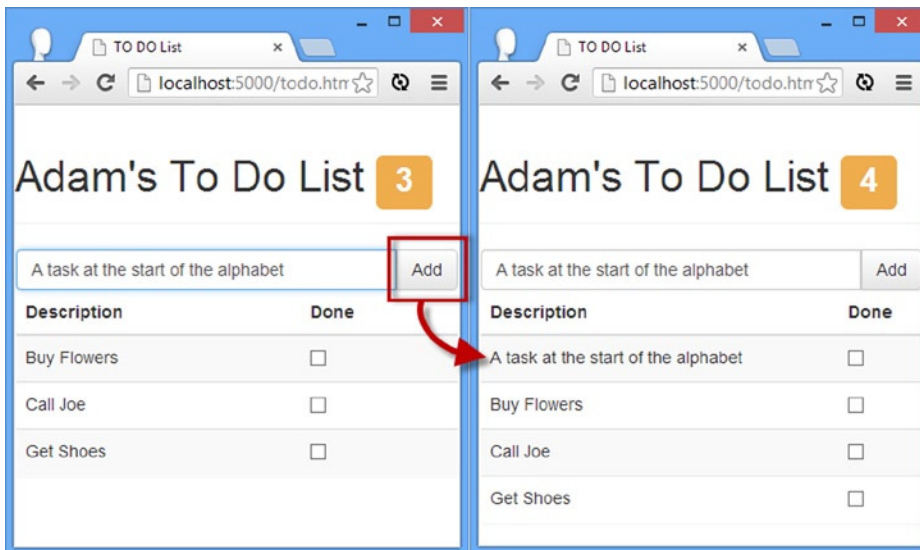 TO DO List
localhost:5000/todo.htm
Adam's To Do List 3
A task at the start of the alphabet Add
Description Done
Buy Flowers
Call Joe
Get Shoes
TO DO List
localhost:5000/todo.htm
Adam's To Do List 4
A task at the start of the alphabet Add
Description Done
A task at the start of the alphabet
Buy Flowers
Call Joe
Get Shoes